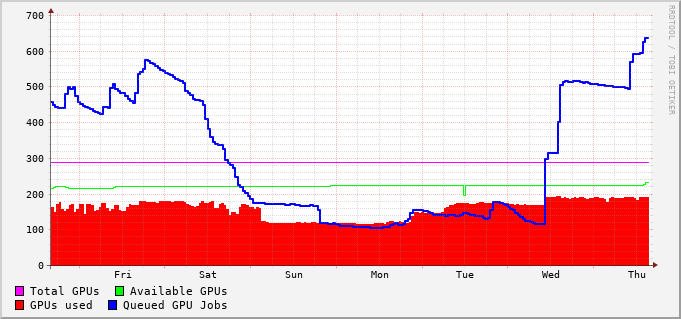 700
600
500
400
300
200
100
0
Fri Sat Sun Mon Tue Wed Thu
Total GPUs Available GPUs
GPUs used Queued GPU Jobs
RRDTOOL / TOBI OETIKER